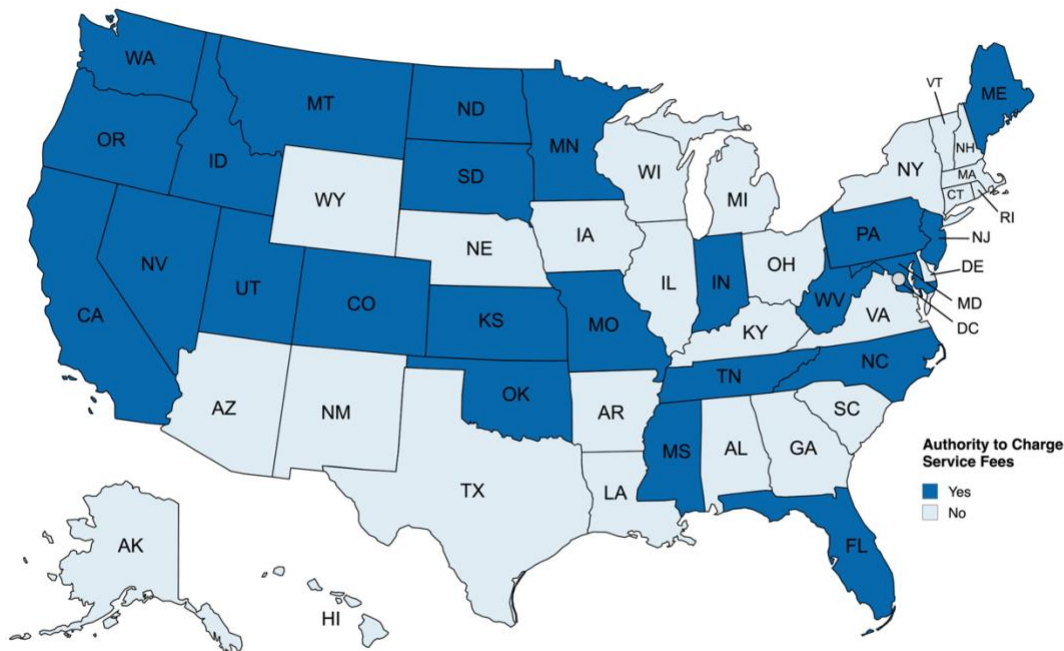 WA
MT
ND
MN
VT
ME
OR
ID
SD
WI
NH
NY
MA
WY
MI
CT
RI
NE
IA
PA
NJ
NV
UT
CO
IL
IN
OH
DE
CA
KS
MO
WV
VA
MD
KY
DC
TN
NC
AZ
NM
OK
AR
SC
MS
AL
GA
TX
LA
Authority to Charge
Service Fees
Yes
No
AK
FL
HI